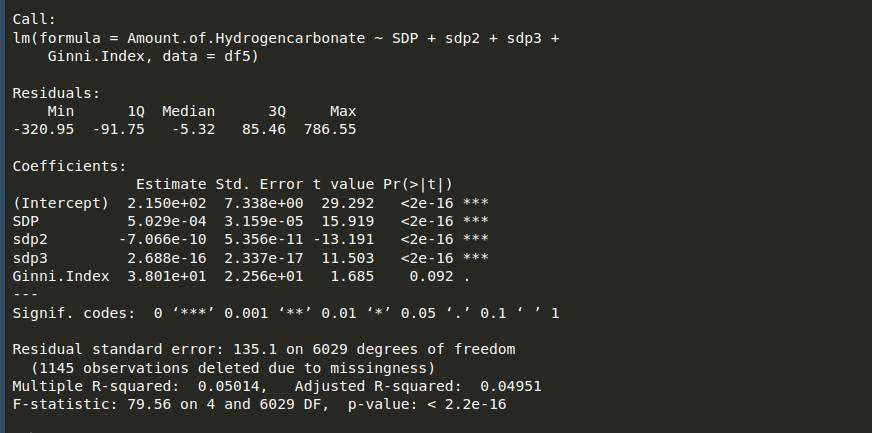 Call:
lm(formula = Amount.of.Hydrogencarbonate ~ SDP + sdp2 + sdp3 +
    Ginni.Index, data = df5)

Residuals:
    Min      1Q  Median      3Q     Max
-320.95  -91.75   -5.32   85.46  786.55

Coefficients:
              Estimate Std. Error t value Pr(>|t|)
(Intercept)  2.150e+02  7.338e+00  29.292   <2e-16 ***
SDP          5.029e-04  3.159e-05  15.919   <2e-16 ***
sdp2        -7.066e-10  5.356e-11 -13.191   <2e-16 ***
sdp3         2.688e-16  2.337e-17  11.503   <2e-16 ***
Ginni.Index  3.801e+01  2.256e+01   1.685    0.092 .
---
Signif. codes:  0 ‘***’ 0.001 ‘**’ 0.01 ‘*’ 0.05 ‘.’ 0.1 ‘ ’ 1

Residual standard error: 135.1 on 6029 degrees of freedom
  (1145 observations deleted due to missingness)
Multiple R-squared:  0.05014,	Adjusted R-squared:  0.04951
F-statistic: 79.56 on 4 and 6029 DF,  p-value: < 2.2e-16